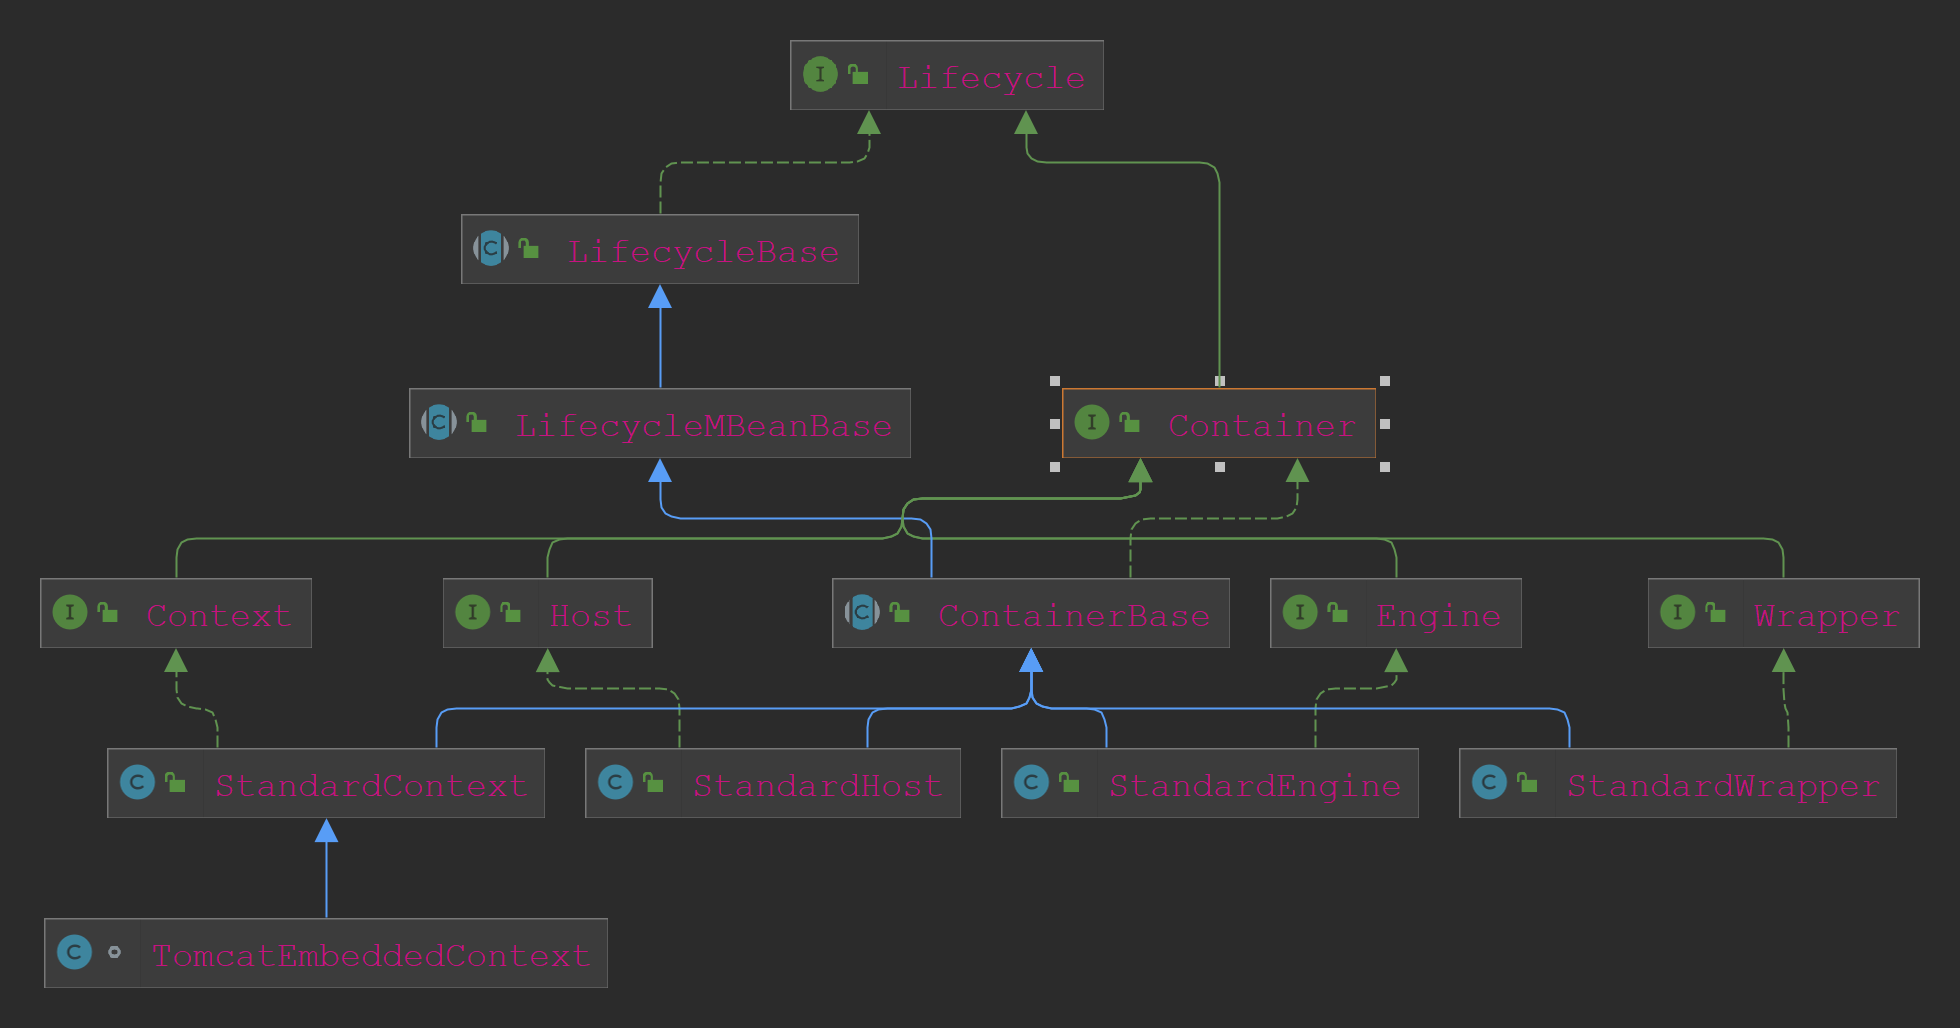 Lifecycle
LifecycleBase
LifecycleMBeanBase
Container
Context
Host
ContainerBase
Engine
Wrapper
StandardContext
StandardHost
StandardEngine
StandardWrapper
TomcatEmbeddedContext